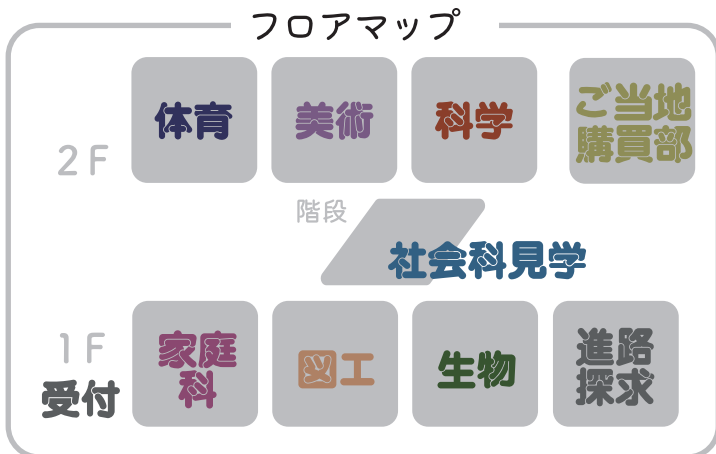 フロアマップ
2F
体育
美術
科学
ご当地
購買部
階段
社会科見学
1F
受付
家庭
科
図工
生物
進路
探求